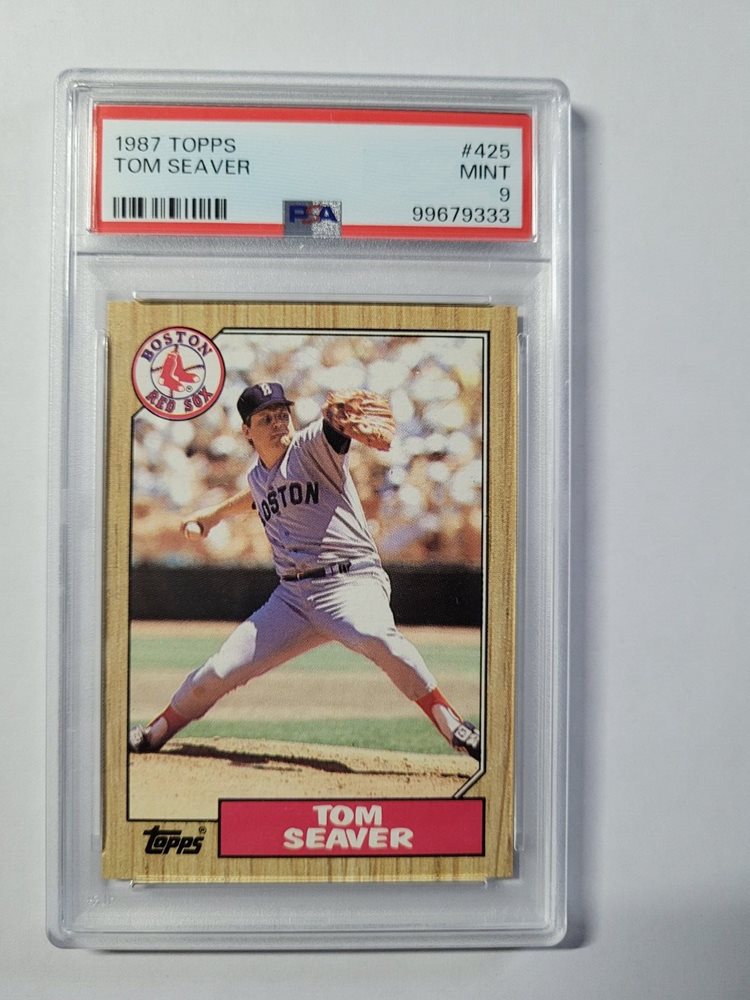 1987 TOPPS
TOM SEAVER
#425
MINT
9
99679333
PSA
BOSTON
RED SOX
®
B
BOSTON
topps®
TOM
SEAVER